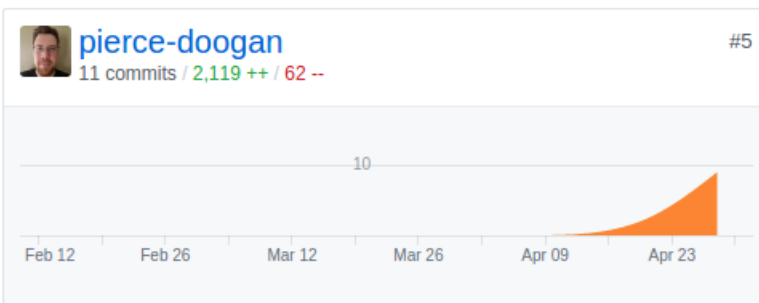 pierce-doogan #5
11 commits / 2,119 ++ / 62 --
10
Feb 12 Feb 26 Mar 12 Mar 26 Apr 09 Apr 23